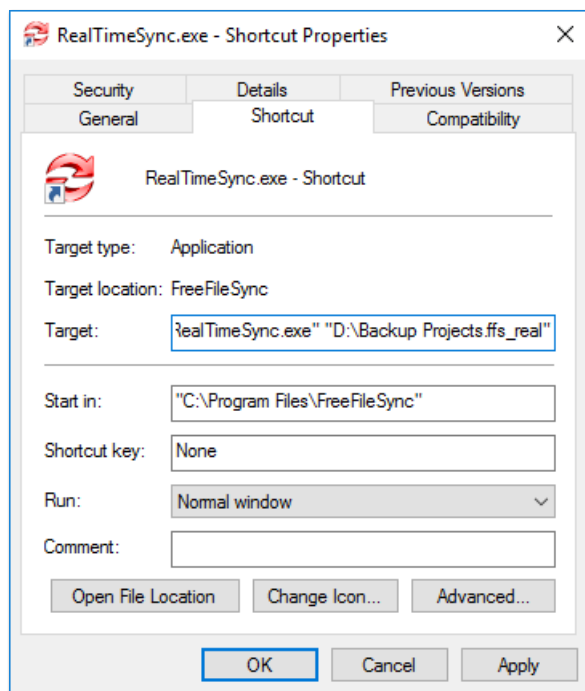 RealTimeSync.exe - Shortcut Properties
Security Details Previous Versions
General Shortcut Compatibility
RealTimeSync.exe - Shortcut
Target type: Application
Target location: FreeFileSync
Target: RealTimeSync.exe" "D:\Backup Projects.ffs_real"
Start in: "C:\Program Files\FreeFileSync"
Shortcut key: None
Run: Normal window
Comment:
Open File Location Change Icon... Advanced...
OK Cancel Apply